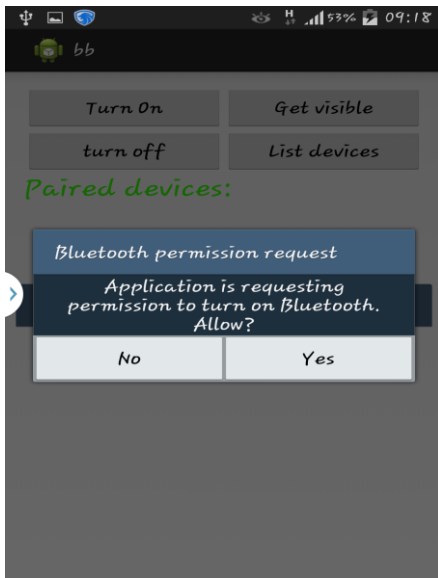 H 53% 09:18
bb
Turn On Get visible
turn off List devices
Paired devices:
Bluetooth permission request
Application is requesting
permission to turn on Bluetooth.
Allow?
No Yes